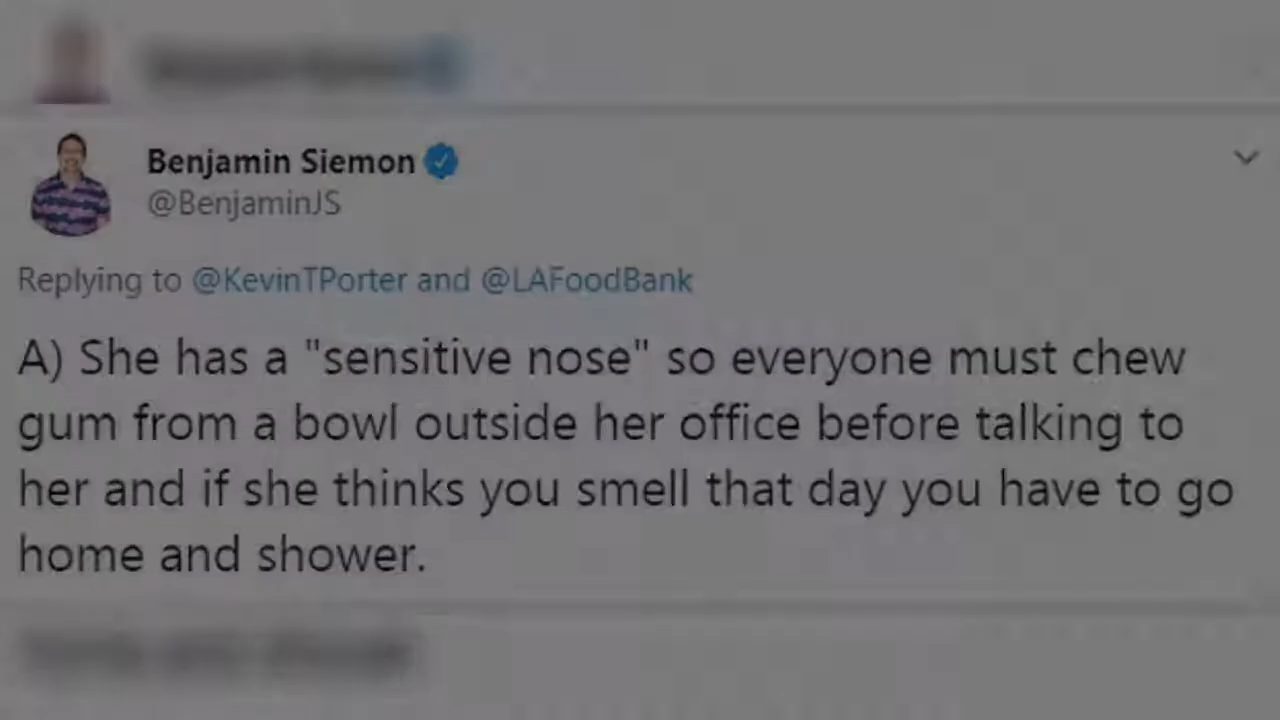 Benjamin Siemon
@BenjaminJS
Replying to @KevinTPorter and @LAFoodBank
A) She has a "sensitive nose" so everyone must chew
gum from a bowl outside her office before talking to
her and if she thinks you smell that day you have to go
home and shower.